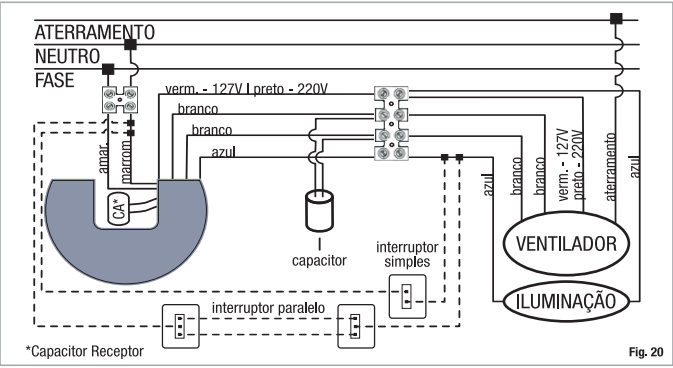 ATERRAMENTO
NEUTRO
FASE
verm. - 127V I preto - 220V
branco
branco
azul
amar.
marrom
CA*
capacitor
interruptor
simples
interruptor paralelo
azul
branco
branco
verm. - 127V
preto - 220V
aterramento
azul
VENTILADOR
ILUMINAÇÃO
*Capacitor Receptor
Fig. 20